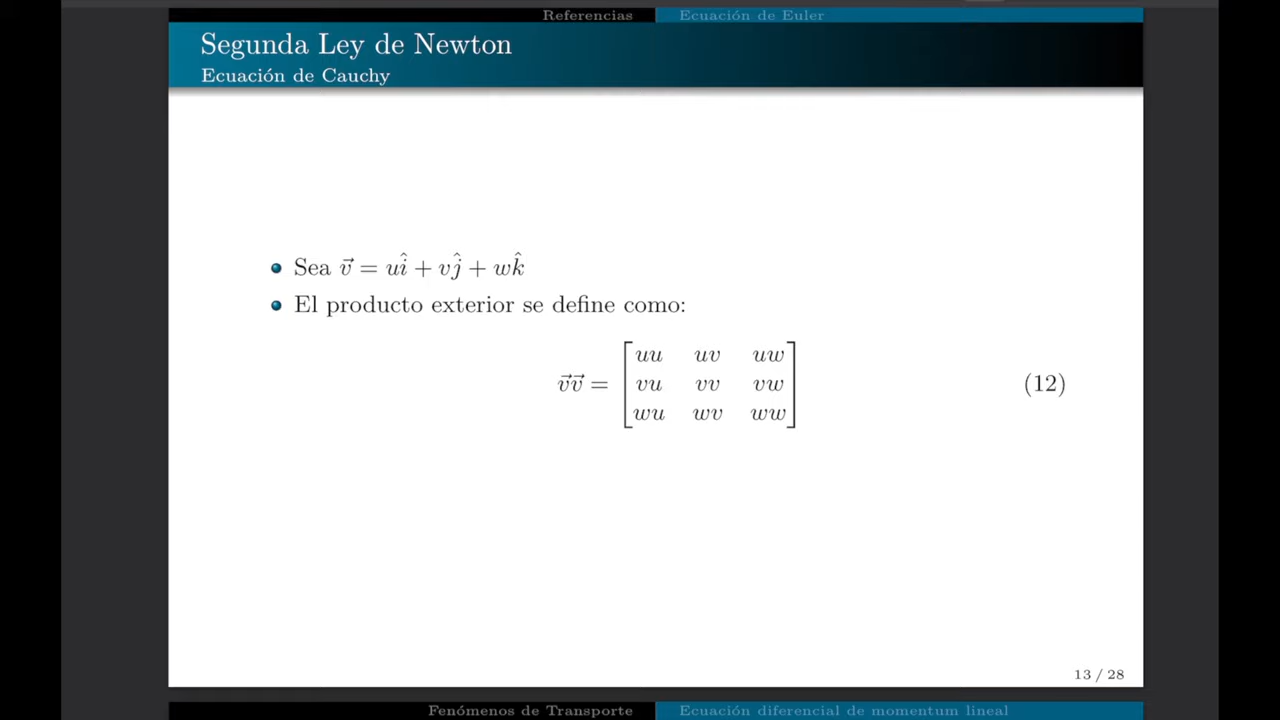 Referencias Ecuación de Euler
Segunda Ley de Newton
Ecuación de Cauchy
Sea v⃗ = uî + vĵ + wk̂
El producto exterior se define como:
v⃗v⃗ = [uu uv uw
vu vv vw
wu wv ww] (12)
13 / 28
Fenómenos de Transporte Ecuación diferencial de momentum lineal